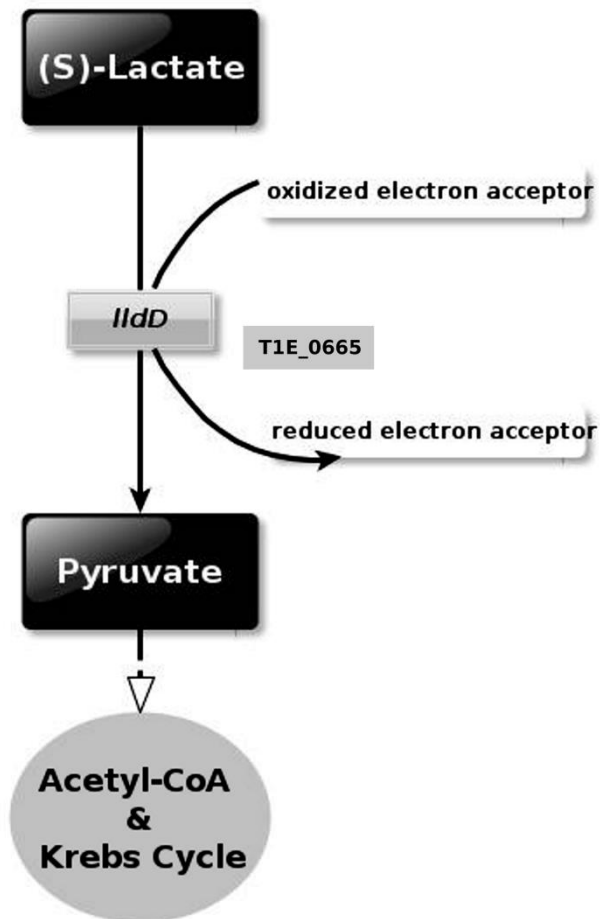 (S)-Lactate
oxidized electron acceptor
lldD
T1E_0665
reduced electron acceptor
Pyruvate
Acetyl-CoA
&
Krebs Cycle